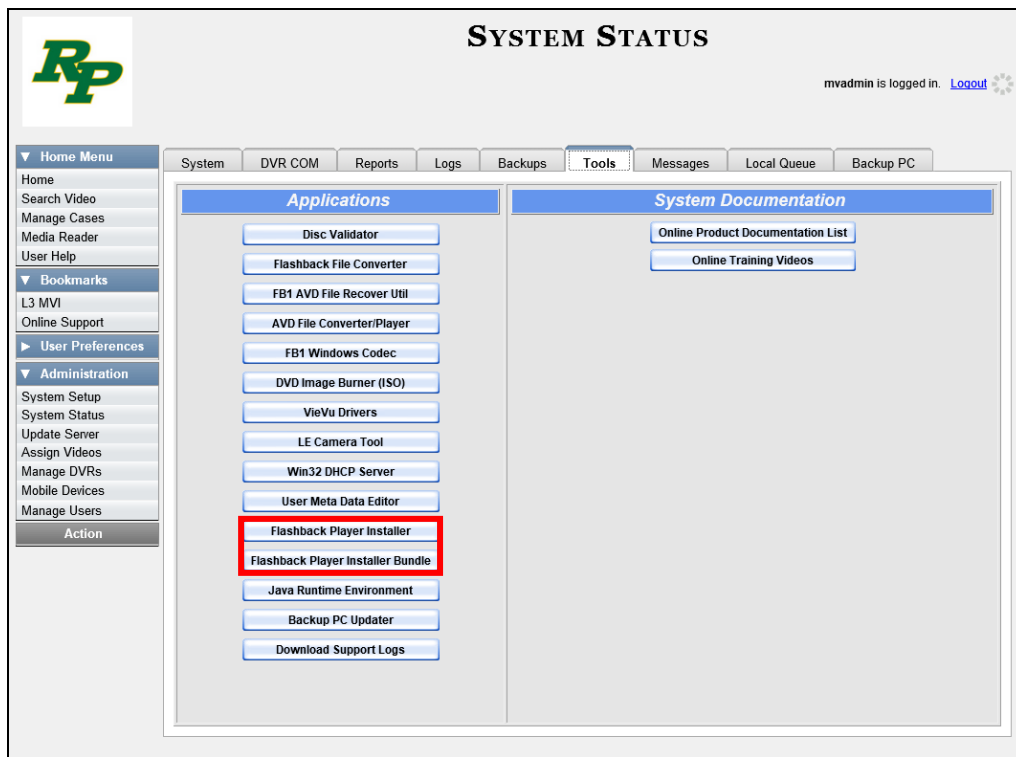 RP
SYSTEM STATUS
mvadmin is logged in. Logout
▼ Home Menu
Home
Search Video
Manage Cases
Media Reader
User Help
▼ Bookmarks
L3 MVI
Online Support
▶ User Preferences
▼ Administration
System Setup
System Status
Update Server
Assign Videos
Manage DVRs
Mobile Devices
Manage Users
Action
System DVR COM Reports Logs Backups Tools Messages Local Queue Backup PC
Applications
Disc Validator
Flashback File Converter
FB1 AVD File Recover Util
AVD File Converter/Player
FB1 Windows Codec
DVD Image Burner (ISO)
VieVu Drivers
LE Camera Tool
Win32 DHCP Server
User Meta Data Editor
Flashback Player Installer
Flashback Player Installer Bundle
Java Runtime Environment
Backup PC Updater
Download Support Logs
System Documentation
Online Product Documentation List
Online Training Videos